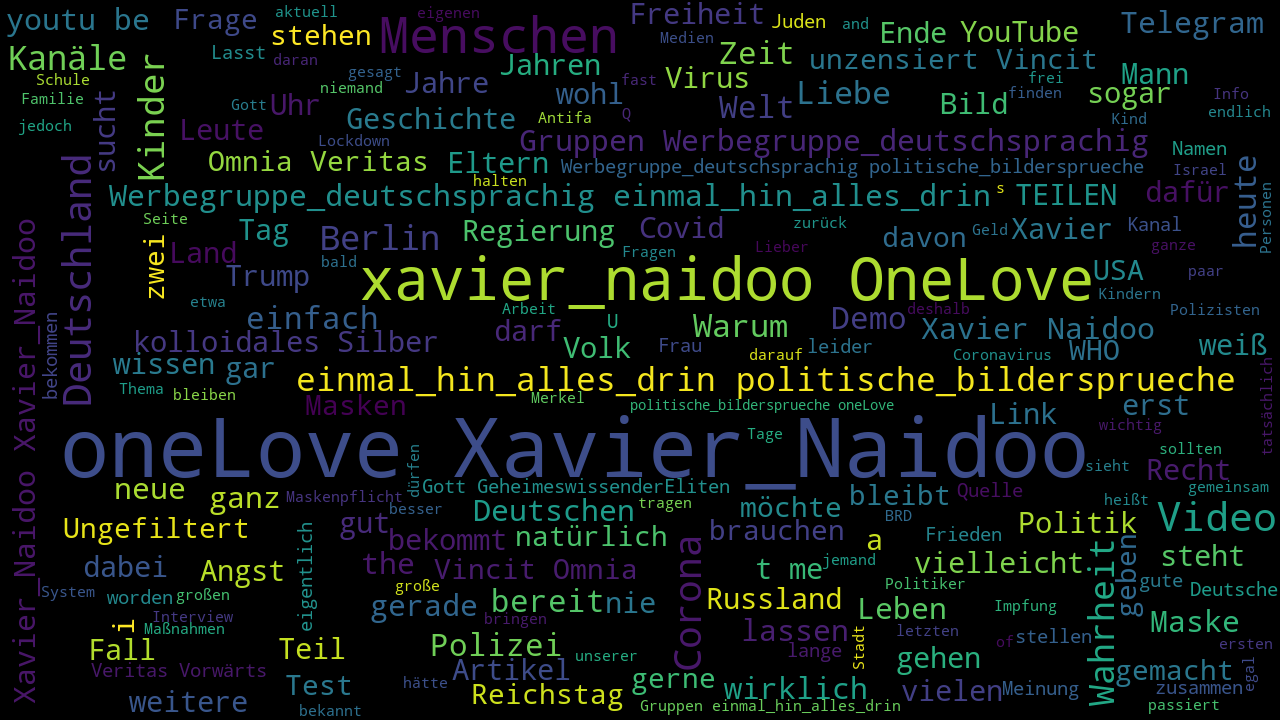 youtu be
Frage
aktuell
stehen
eigenen
Menschen
Freiheit
Juden
and
Ende
YouTube
Telegram
Kanäle
Lasst
daran
Medien
Zeit
unzensiert Vincit
Schule
Kinder
gesagt
Jahre
Jahren
fast
Virus
frei
Mann
Familie
sucht
Gott
Uhr
niemand
wohl
Welt
Liebe
Bild
finden
sogar
Info
endlich
jedoch
Leute
Geschichte
Antifa
Q
Kind
Lockdown
Gruppen Werbegruppe_deutschsprachig
Namen
Omnia Veritas
Eltern
Werbegruppe_deutschsprachig politische_bildersprueche
Israel
heute
Deutschland
halten
Werbegruppe_deutschsprachig einmal_hin_alles_drin
s
TEILEN
dafür
Personen
Xavier_Naidoo Xavier_Naidoo
Seite
Tag
Berlin
Regierung
Covid
zurück
davon
Geld
Xavier
Kanal
zwei
Land
Fragen
Lieber
ganze
Trump
bald
xavier_naidoo OneLove
USA
paar
etwa
Kindern
bekommen
einfach
Arbeit
U
darf
Warum
Demo
deshalb
Polizisten
kolloidales Silber
Volk
Frau
darauf
leider
Xavier Naidoo
Coronavirus
WHO
weiß
wissen
gar
Thema
bleiben
einmal_hin_alles_drin politische_bildersprueche
tatsächlich
Masken
Merkel
politische_bildersprueche oneLove
Link
erst
oneLove Xavier_Naidoo
Tage
wichtig
dürfen
sieht
sollten
Recht
neue
ganz
Maskenpflicht
Gott GeheimeswissenderEliten
besser
Deutschen
tragen
möchte
bleibt
Quelle
heißt
gemeinsam
Ungefiltert
eigentlich
gut
bekommt
natürlich
brauchen
BRD
Frieden
Politik
Video
dabei
Angst
the
Vincit Omnia
Corona
a
t me
jemand
vielleicht
Wahrheit
geben
steht
System
worden
großen
große
gerade
bereit
nie
Russland
Politiker
Leben
Impfung
gute
Deutsche
i
Interview
Maßnahmen
bringen
lassen
letzten
of
stellen
Maske
Fall
Teil
Polizei
unserer
lange
Stadt
gehen
ersten
Veritas Vorwärts
Artikel
gerne
wirklich
vielen
Meinung
gemacht
zusammen
egal
weitere
Test
bekannt
hätte
Reichstag
Gruppen einmal_hin_alles_drin
passiert